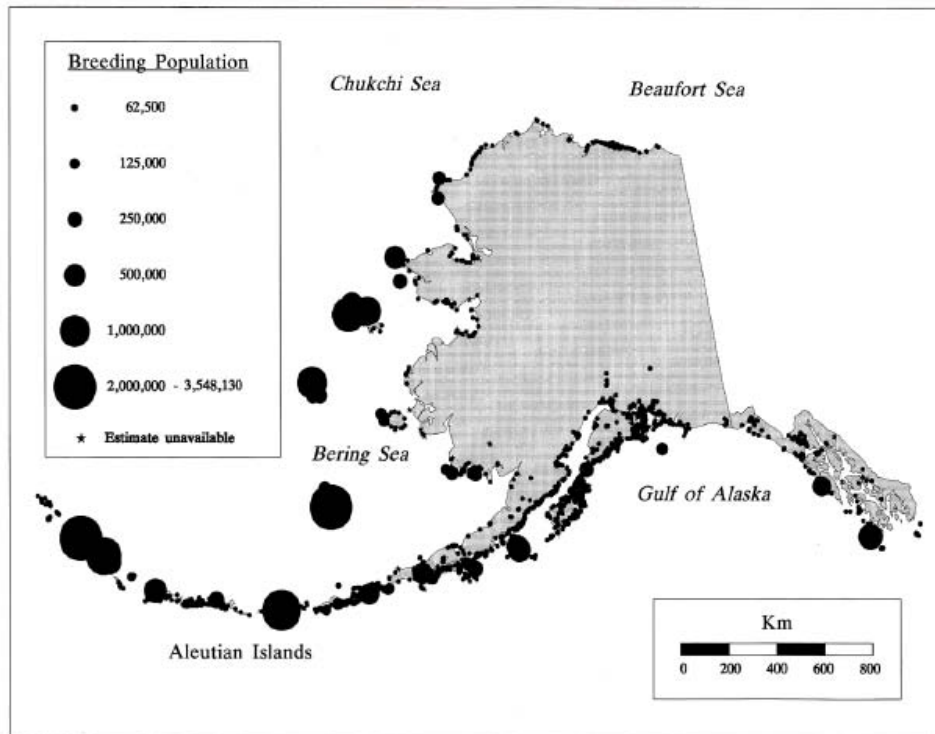 Breeding Population
62,500
125,000
250,000
500,000
1,000,000
2,000,000 - 3,548,130
★ Estimate unavailable
Chukchi Sea
Beaufort Sea
Bering Sea
Gulf of Alaska
Aleutian Islands
Km
0 200 400 600 800